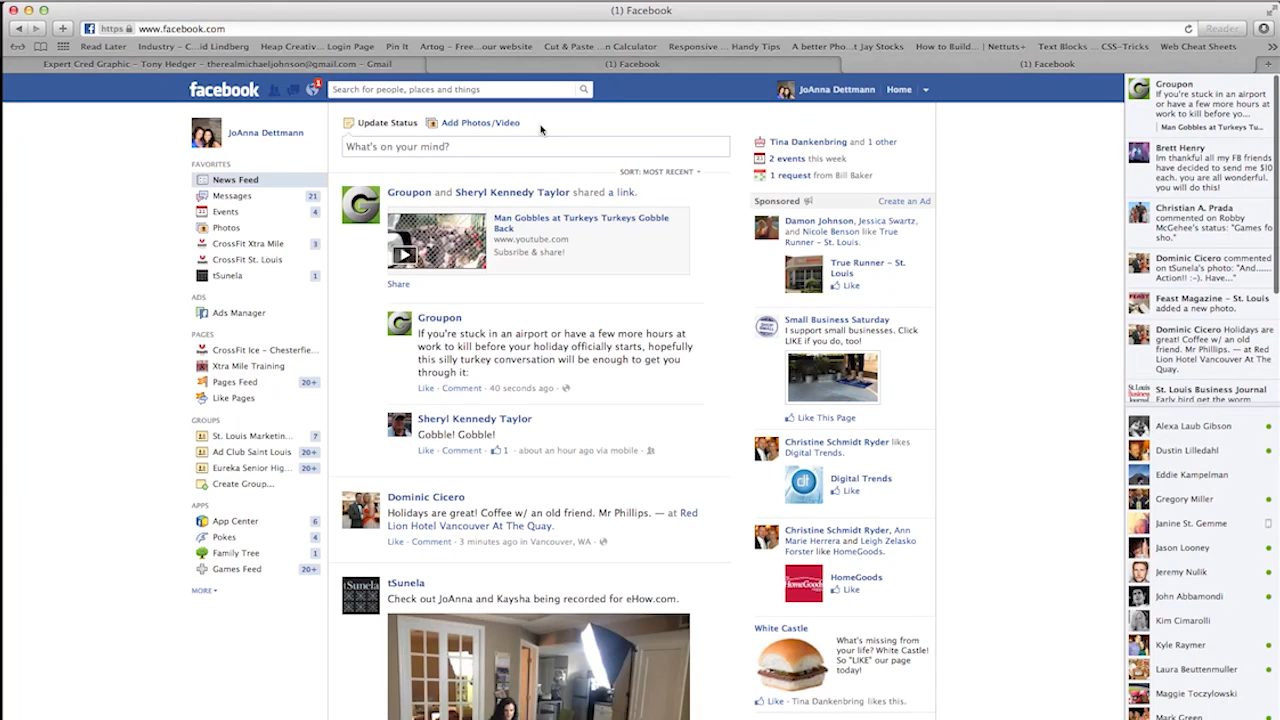 (1) Facebook
https www.facebook.com Reader
Read Later Industry - C...id Lindberg Heap Creativ... Login Page Pin It Artog - Free...our website Cut & Paste ...n Calculator Responsive ... Handy Tips A better Pho...t Jay Stocks How to Build... | Nettuts+ Text Blocks ... CSS-Tricks Web Cheat Sheets
Expert Cred Graphic - Tony Hedger - therealmichaeljohnson@gmail.com - Gmail (1) Facebook (1) Facebook
facebook 1 Search for people, places and things JoAnna Dettmann Home
JoAnna Dettmann
FAVORITES
News Feed
Messages 21
Events 4
Photos
CrossFit Xtra Mile 3
CrossFit St. Louis
tSunela 1
ADS
Ads Manager
PAGES
CrossFit Ice - Chesterfie...
Xtra Mile Training
Pages Feed 20+
Like Pages
GROUPS
St. Louis Marketin... 7
Ad Club Saint Louis 20+
Eureka Senior Hig... 20+
Create Group...
APPS
App Center 6
Pokes 4
Family Tree 1
Games Feed 20+
MORE
Update Status Add Photos/Video
What's on your mind?
SORT: MOST RECENT
Groupon and Sheryl Kennedy Taylor shared a link.
Man Gobbles at Turkeys Turkeys Gobble
Back
www.youtube.com
Subsribe & share!
Share
Groupon
If you're stuck in an airport or have a few more hours at
work to kill before your holiday officially starts, hopefully
this silly turkey conversation will be enough to get you
through it:
Like · Comment · 40 seconds ago ·
Sheryl Kennedy Taylor
Gobble! Gobble!
Like · Comment · 1 · about an hour ago via mobile ·
Dominic Cicero
Holidays are great! Coffee w/ an old friend. Mr Phillips. — at Red
Lion Hotel Vancouver At The Quay.
Like · Comment · 3 minutes ago in Vancouver, WA ·
tSunela
tSunela
Check out JoAnna and Kaysha being recorded for eHow.com.
Tina Dankenbring and 1 other
2 events this week
1 request from Bill Baker
Sponsored Create an Ad
Damon Johnson, Jessica Swartz,
and Nicole Benson like True
Runner - St. Louis.
True Runner - St.
Louis
Like
Small Business Saturday
I support small businesses. Click
LIKE if you do, too!
Like This Page
Christine Schmidt Ryder likes
Digital Trends.
dt
Digital Trends
Like
Christine Schmidt Ryder, Ann
Marie Herrera and Leigh Zelasko
Forster like HomeGoods.
HomeGoods
HomeGoods
Like
White Castle
What's missing from
your life? White Castle!
So "LIKE" our page
today!
Like · Tina Dankenbring likes this.
Groupon
If you're stuck in an airport
or have a few more hours at
work to kill before yo...
Man Gobbles at Turkeys Tu...
Brett Henry
Im thankful all my FB friends
have decided to send me $10
each. you are all wonderful.
you will do this!
Christian A. Prada
commented on Robby
McGehee's status: "Games fo
sho."
Dominic Cicero commented
on tSunela's photo: "And......
Action!! :-). Have..."
Feast Magazine - St. Louis
added a new photo.
Dominic Cicero Holidays are
great! Coffee w/ an old
friend. Mr Phillips. — at Red
Lion Hotel Vancouver At The
Quay.
St. Louis Business Journal
Early bird get the worm
Alexa Laub Gibson
Dustin Lilledahl
Eddie Kampelman
Gregory Miller
Janine St. Gemme
Jason Looney
Jeremy Nulik
John Abbamondi
Kim Cimarolli
Kyle Raymer
Laura Beuttenmuller
Maggie Toczylowski
Mark Green